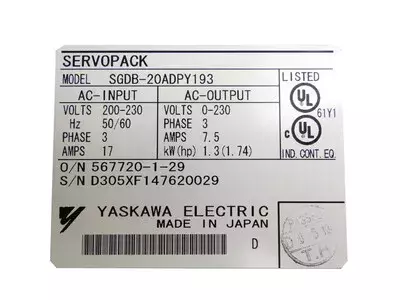 SERVOPACK
MODEL SGDB-20ADPY193
AC-INPUT AC-OUTPUT
VOLTS 200-230 VOLTS 0-230
Hz 50/60 PHASE 3
PHASE 3 AMPS 7.5
AMPS 17 kW(hp) 1.3(1.74)
LISTED
UL
61Y1
C UL
IND. CONT. EQ.
O/N 567720-1-29
S/N D305XF147620029
YASKAWA ELECTRIC
MADE IN JAPAN
D